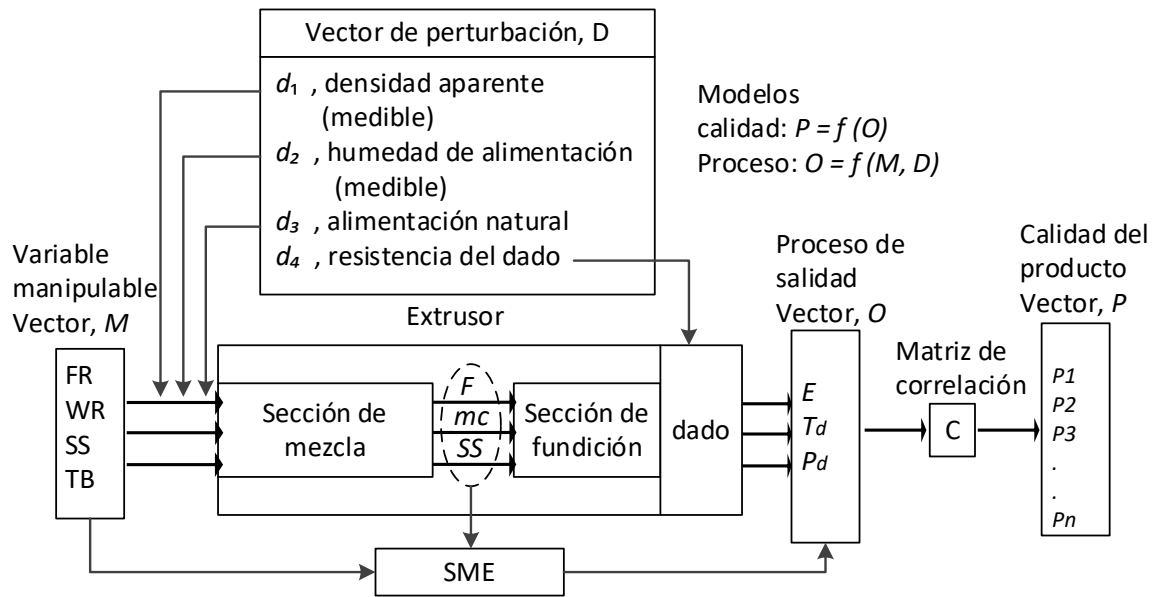 Vector de perturbación, D
d₁ , densidad aparente
(medible)
d₂ , humedad de alimentación
(medible)
d₃ , alimentación natural
d₄ , resistencia del dado
Modelos
calidad: P = f (O)
Proceso: O = f (M, D)
Variable
manipulable
Vector, M
FR
WR
SS
TB
Extrusor
Sección de
mezcla
F
mc
SS
Sección de
fundición
dado
SME
Proceso de
salidad
Vector, O
E
Td
Pd
Matriz de
correlación
C
Calidad del
producto
Vector, P
P1
P2
P3
.
.
Pn